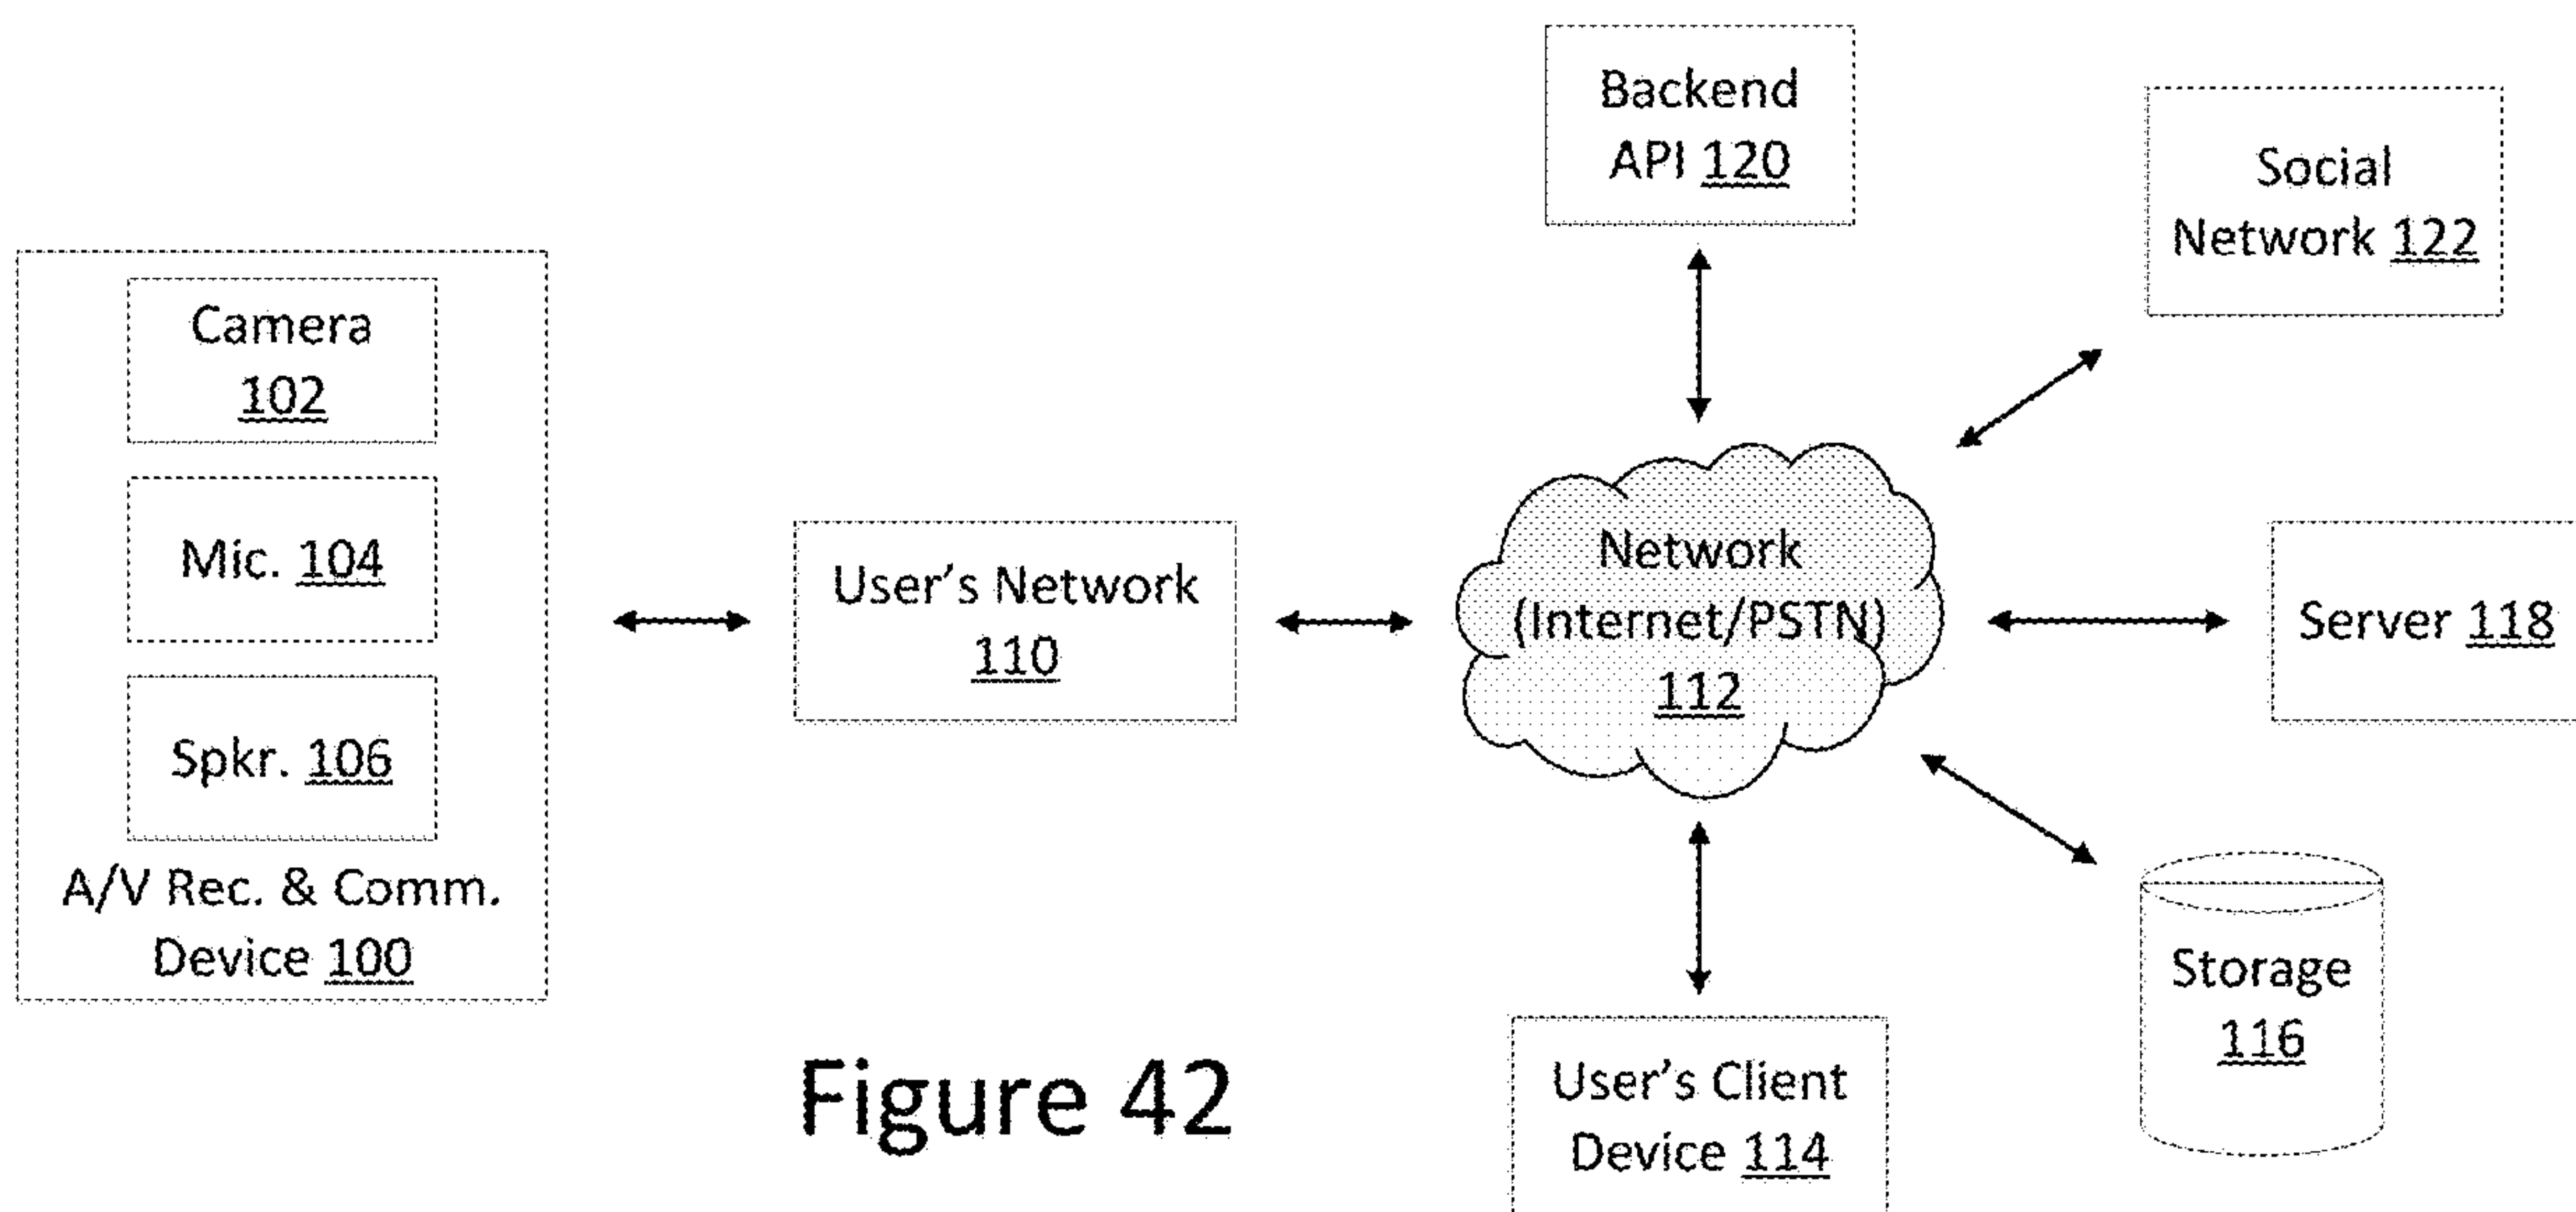 Camera
102
Mic. 104
Spkr. 106
A/V Rec. & Comm.
Device 100
User's Network
110
Backend
API 120
Social
Network 122
Network
(Internet/PSTN)
112
Server 118
Storage
116
User's Client
Device 114
Figure 42